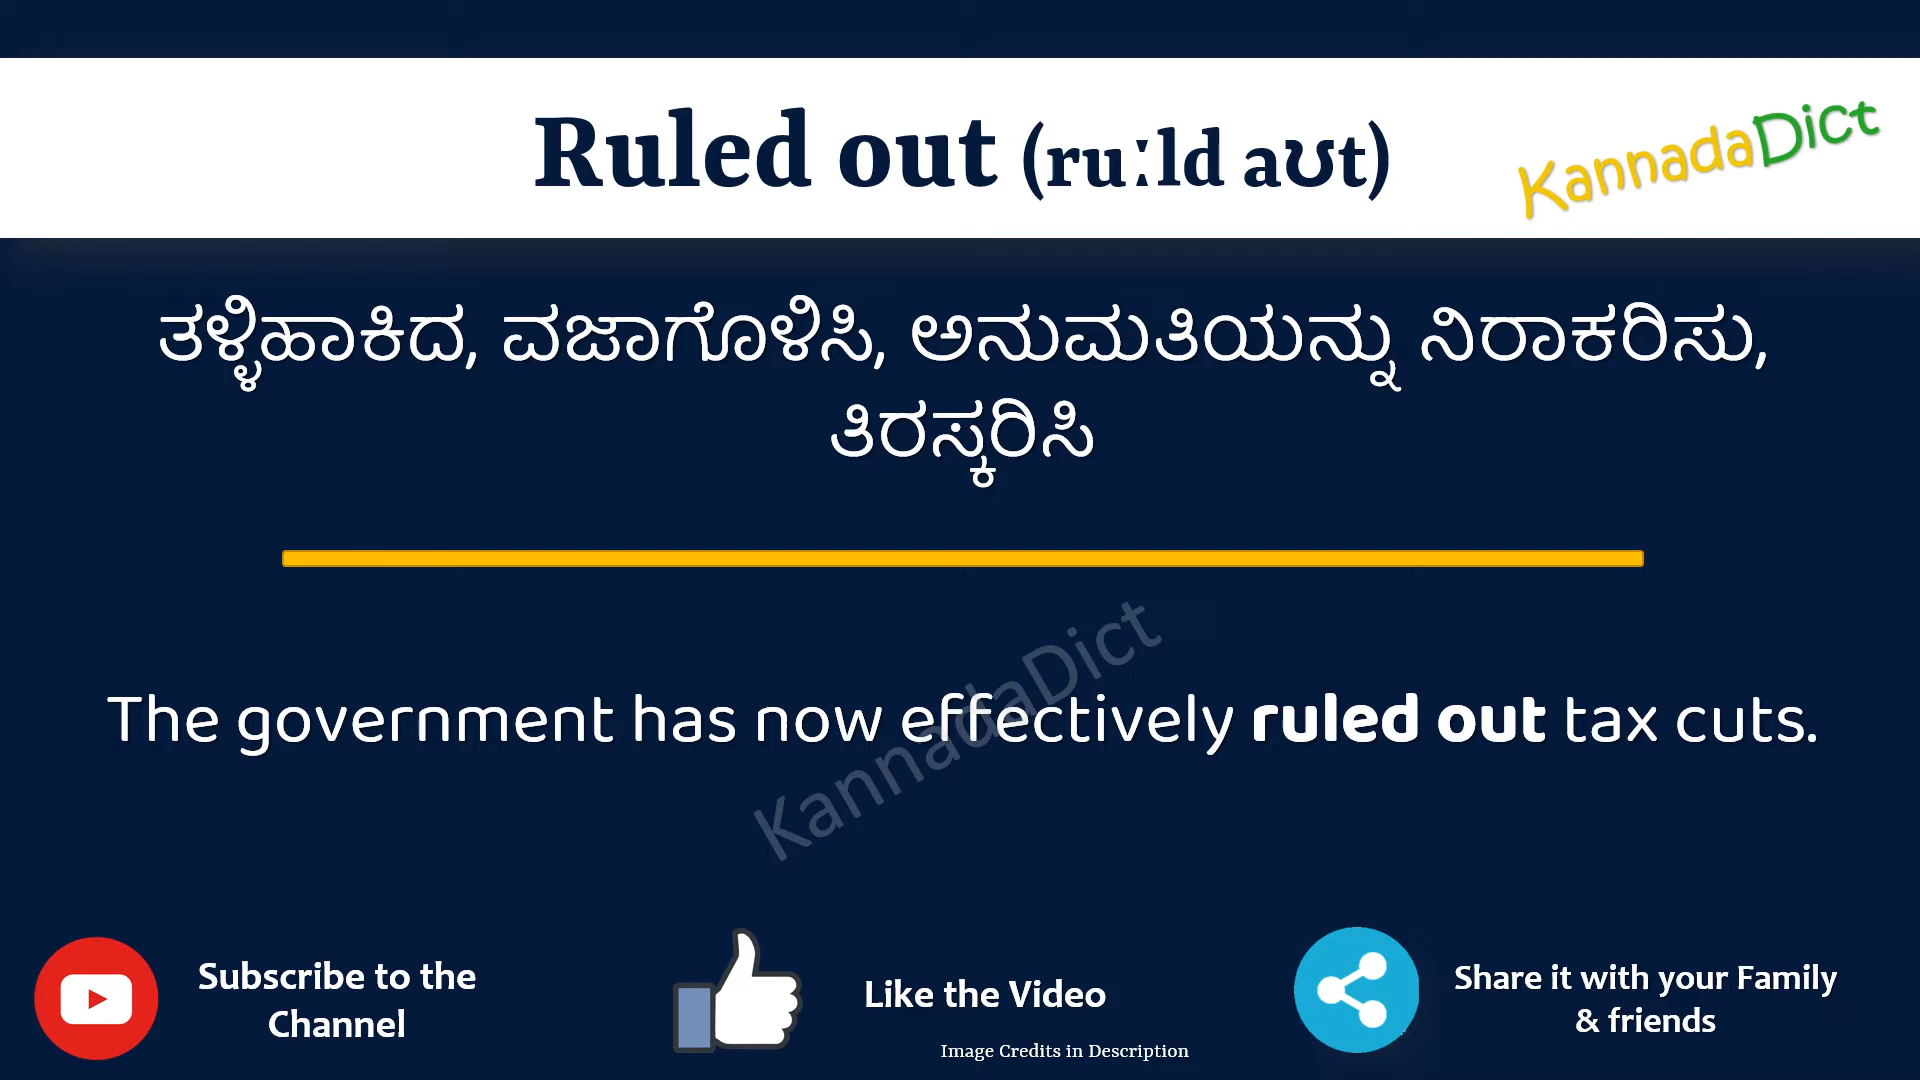 Ruled out (ruːld aʊt)
KannadaDict
ತಳ್ಳಿಹಾಕಿದ, ವಜಾಗೊಳಿಸಿ, ಅನುಮತಿಯನ್ನು ನಿರಾಕರಿಸು,
ತಿರಸ್ಕರಿಸಿ
KannadaDict
The government has now effectively ruled out tax cuts.
Subscribe to the
Channel
Like the Video
Share it with your Family
& friends
Image Credits in Description